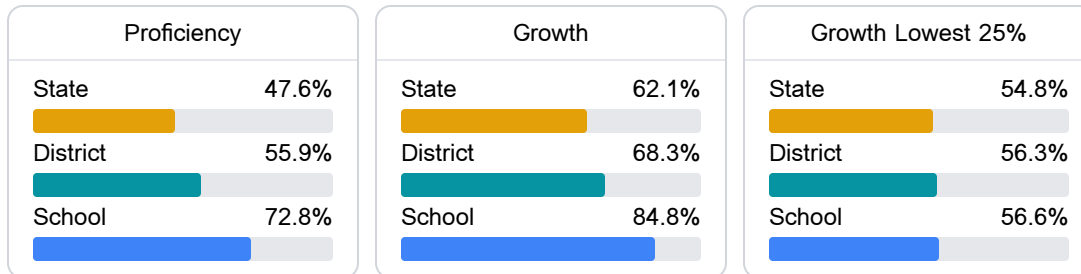 Proficiency
State 47.6%
District 55.9%
School 72.8%
Growth
State 62.1%
District 68.3%
School 84.8%
Growth Lowest 25%
State 54.8%
District 56.3%
School 56.6%